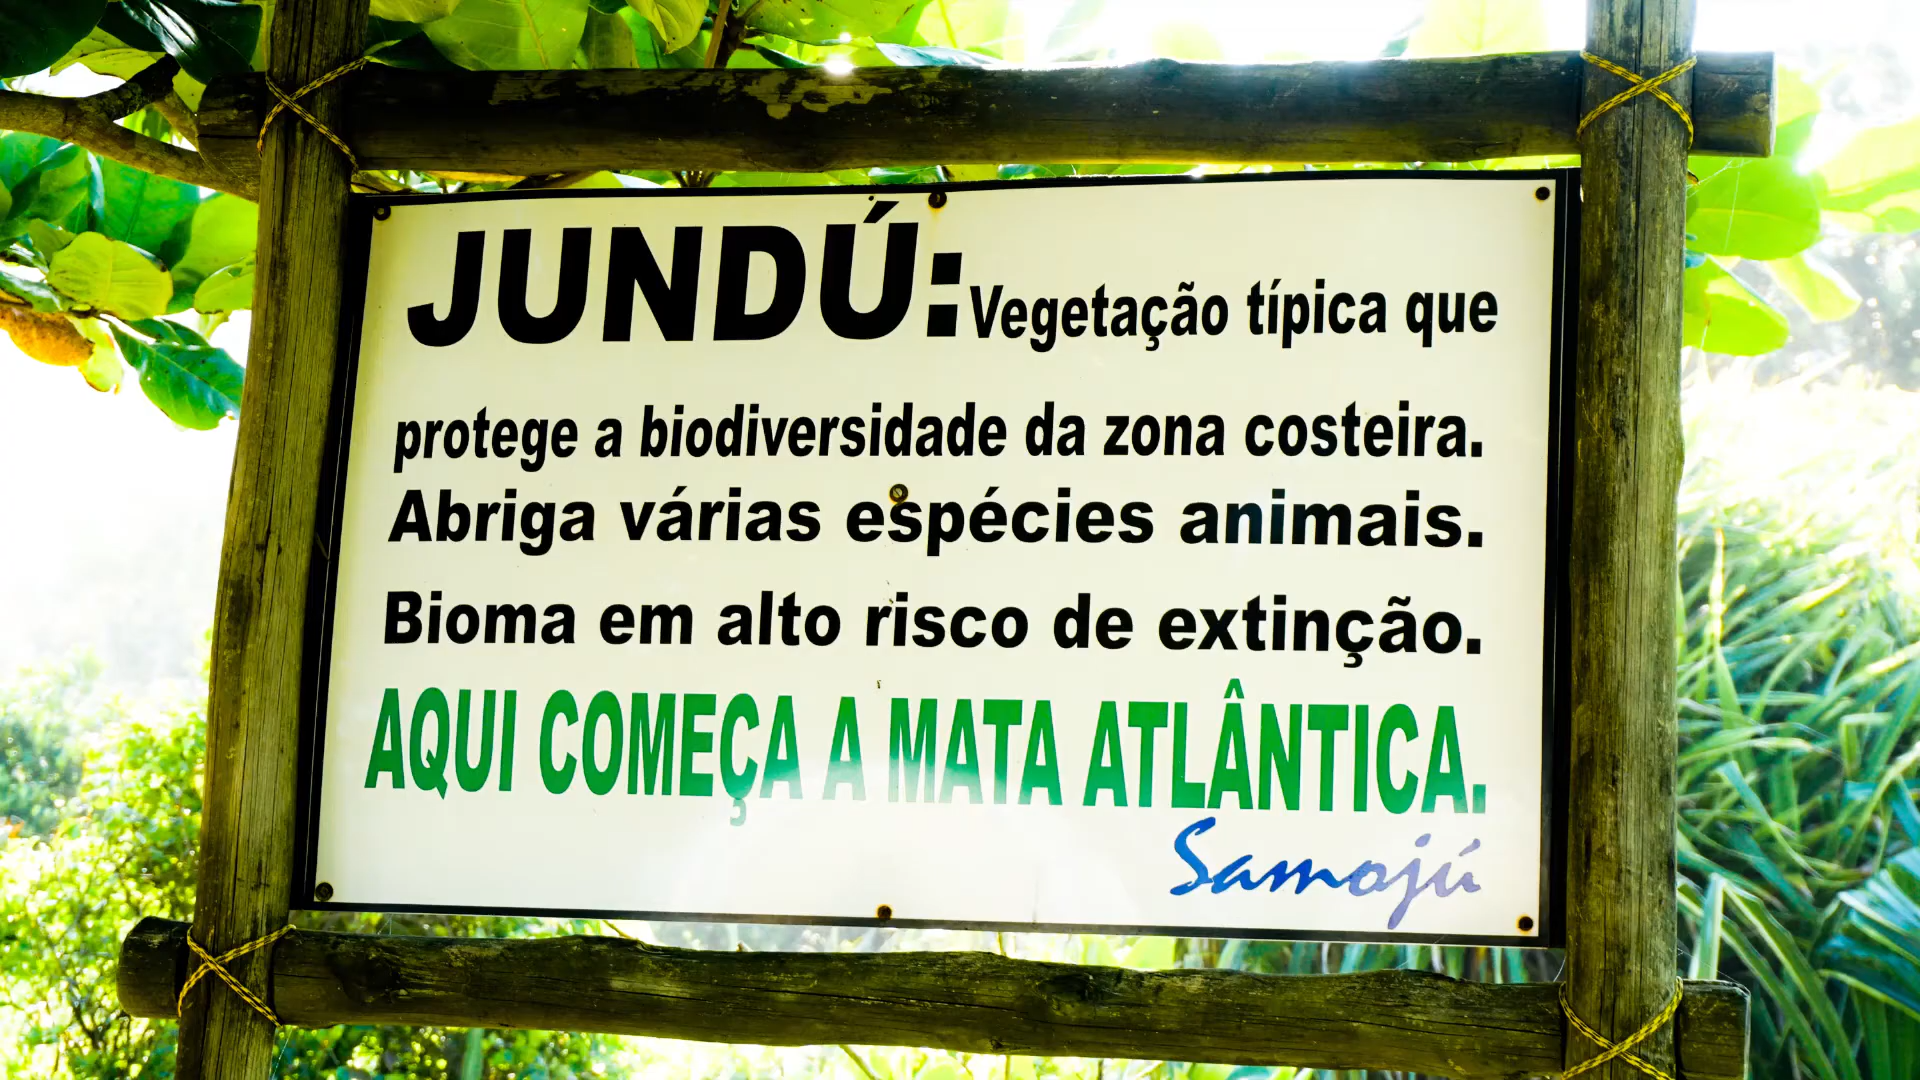 JUNDÚ: Vegetação típica que
protege a biodiversidade da zona costeira.
Abriga várias espécies animais.
Bioma em alto risco de extinção.
AQUI COMEÇA A MATA ATLÂNTICA.
Samojú